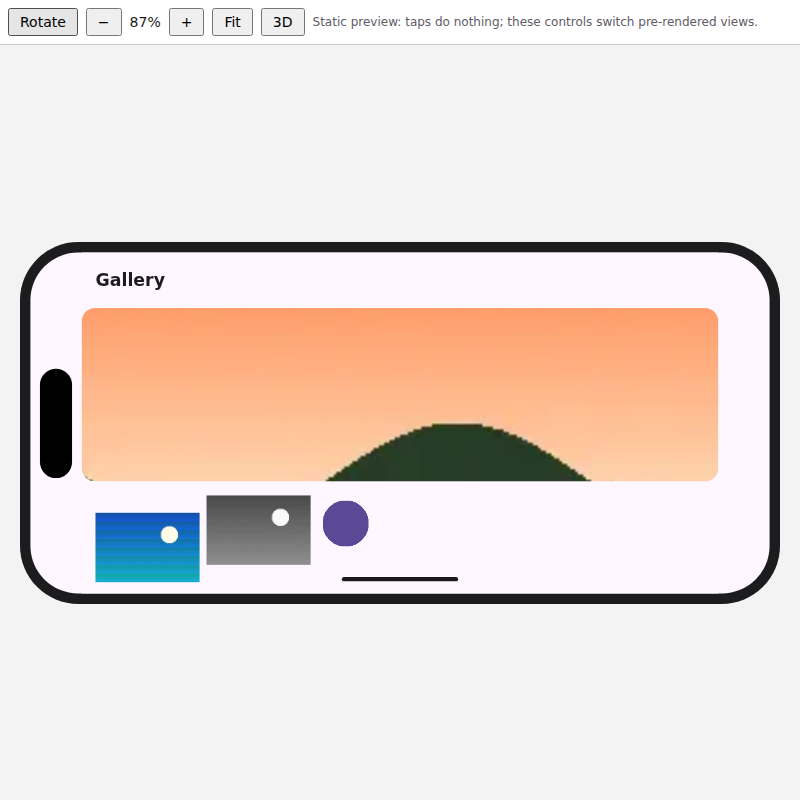 Rotate − 87% + Fit 3D Static preview: taps do nothing; these controls switch pre-rendered views.
Gallery